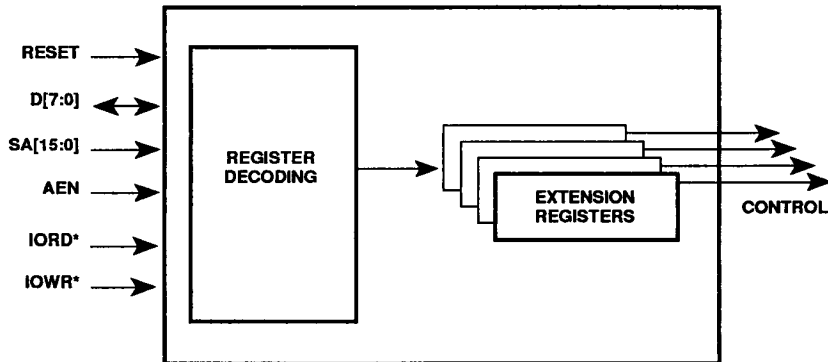 RESET
D[7:0]
SA[15:0]
AEN
IORD*
IOWR*
REGISTER
DECODING
EXTENSION
REGISTERS
CONTROL